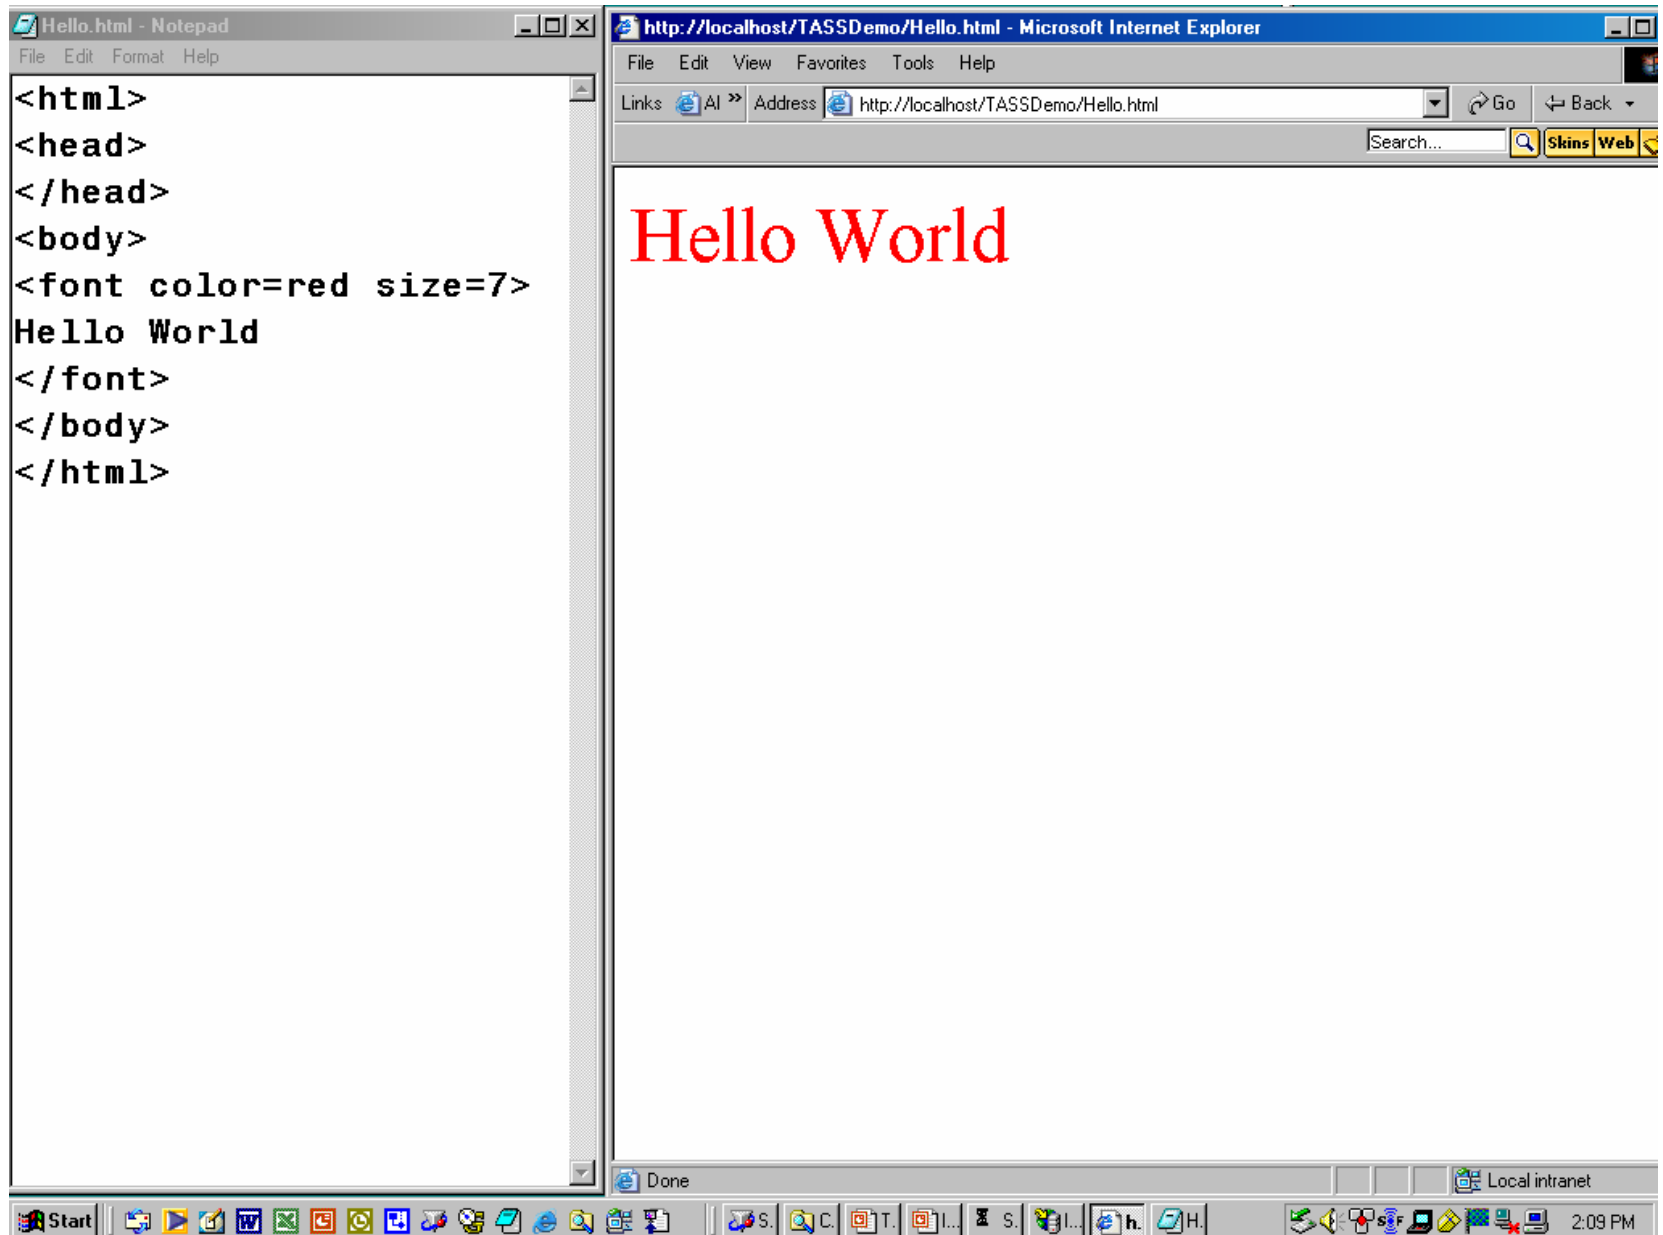 Hello.html - Notepad
File Edit Format Help
<html>
<head>
</head>
<body>
<font color=red size=7>
Hello World
</font>
</body>
</html>
http://localhost/TASSDemo/Hello.html - Microsoft Internet Explorer
File Edit View Favorites Tools Help
Links Al » Address http://localhost/TASSDemo/Hello.html Go Back
Search... Skins Web
Hello World
Done Local intranet
Start S. C. T. I... S. I... h. H. 2:09 PM